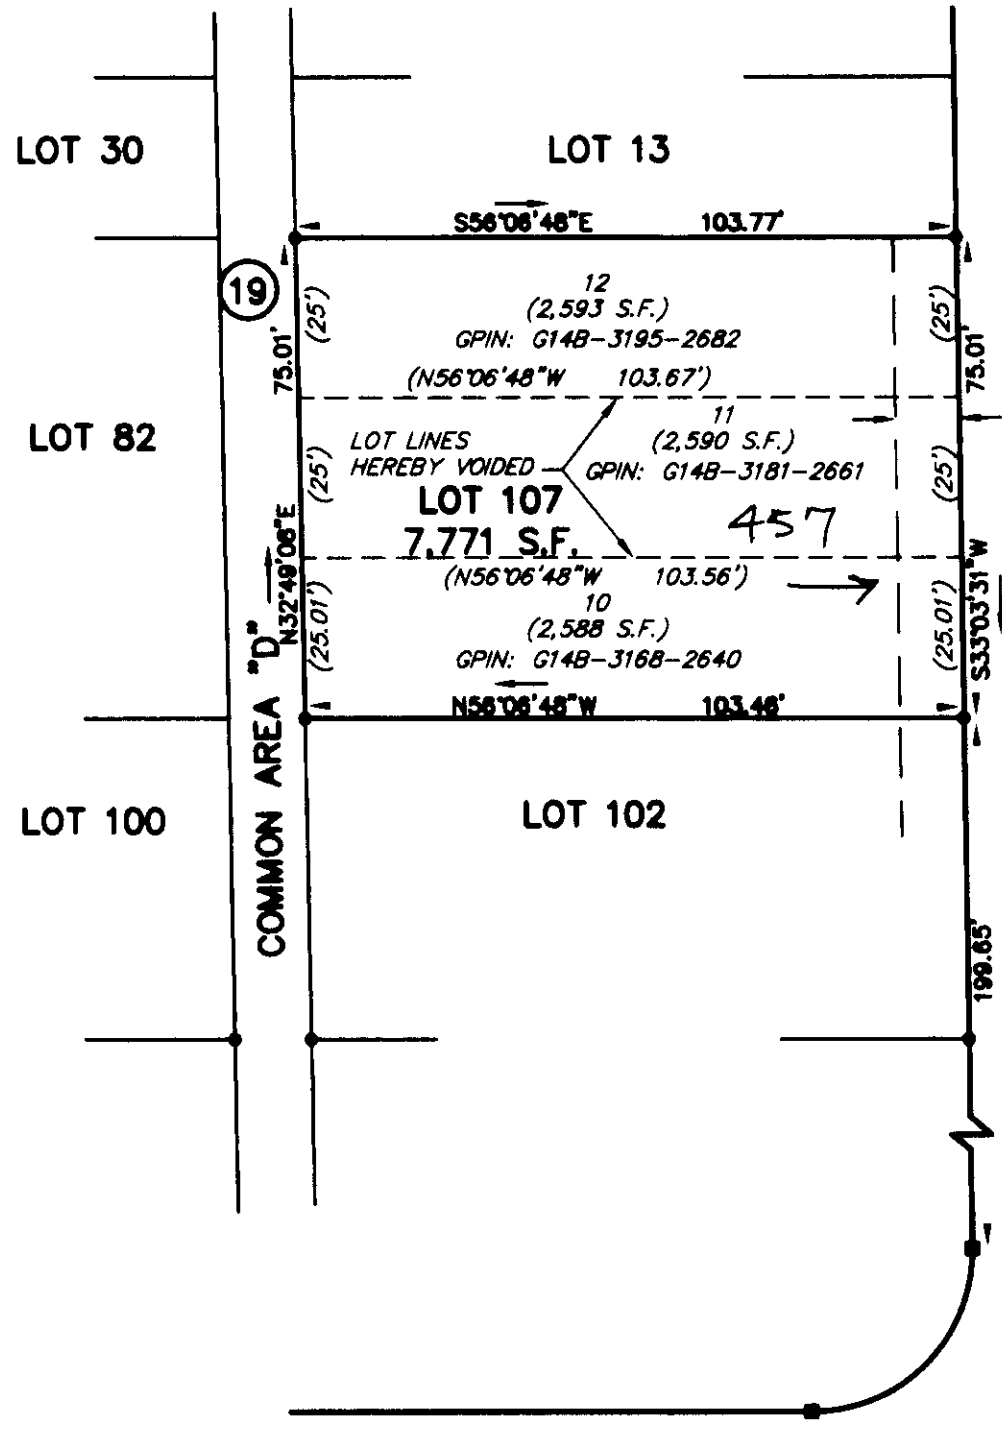 LOT 30
LOT 13
S56°06'48"E 103.77'
19
12
(2,593 S.F.)
GPIN: G14B-3195-2682
(25')
(25')
75.01'
75.01'
(N56°06'48"W 103.67')
LOT 82
11
(2,590 S.F.)
GPIN: G14B-3181-2661
LOT LINES
HEREBY VOIDED
(25')
(25')
LOT 107
7,771 S.F.
457
N32°49'08"E
S33°03'31"W
(N56°06'48"W 103.56')
10
(2,588 S.F.)
GPIN: G14B-3168-2640
(25.01')
(25.01')
N56°06'48"W 103.46'
COMMON AREA "D"
LOT 100
LOT 102
199.65'